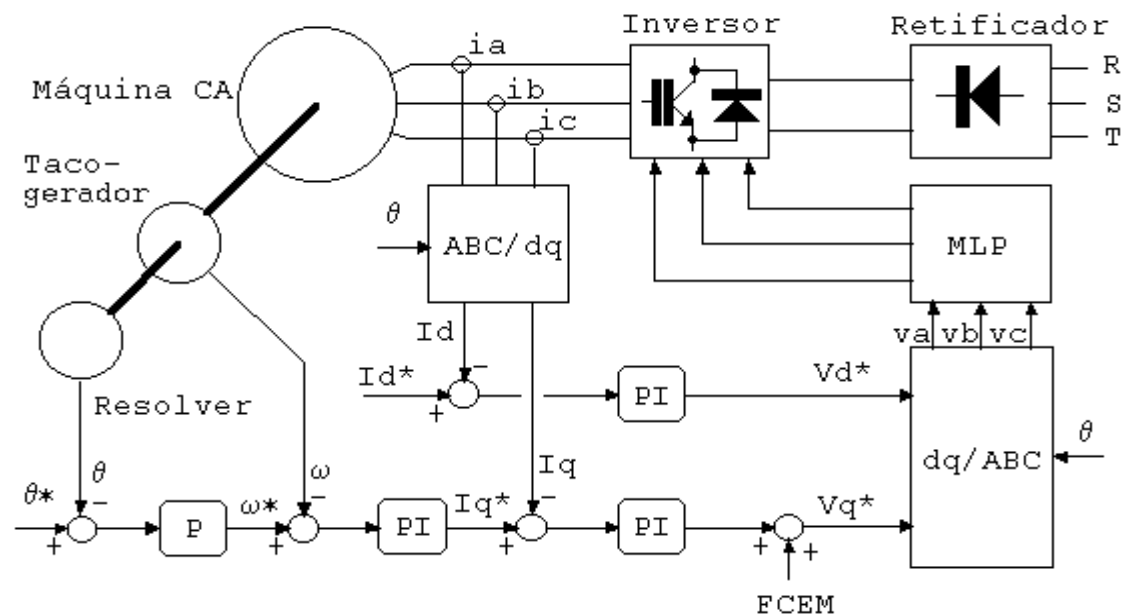 Inversor
Retificador
ia
ib
ic
R
S
T
Máquina CA
Taco-
gerador
θ
ABC/dq
MLP
Id
va vb vc
Id*
-
+
PI
Vd*
Resolver
θ
dq/ABC
θ
ω
Iq
θ*
-
+
P
ω*
-
+
PI
Iq*
-
+
PI
+
+
Vq*
FCEM